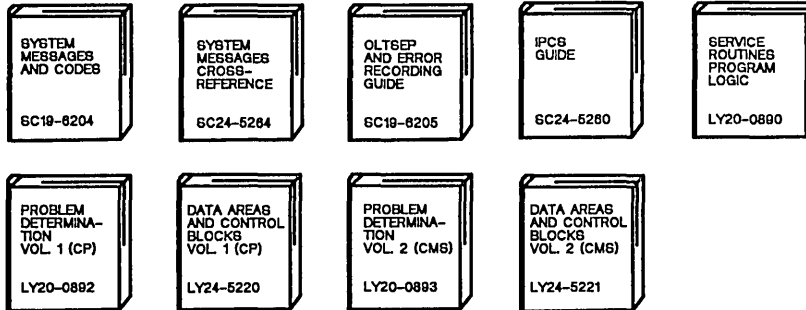 SYSTEM
MESSAGES
AND CODES
SC19-6204
SYSTEM
MESSAGES
CROSS-
REFERENCE
SC24-5264
OLTSEP
AND ERROR
RECORDING
GUIDE
SC19-6205
IPCS
GUIDE
SC24-5260
SERVICE
ROUTINES
PROGRAM
LOGIC
LY20-0890
PROBLEM
DETERMINA-
TION
VOL. 1 (CP)
LY20-0892
DATA AREAS
AND CONTROL
BLOCKS
VOL. 1 (CP)
LY24-5220
PROBLEM
DETERMINA-
TION
VOL. 2 (CMS)
LY20-0893
DATA AREAS
AND CONTROL
BLOCKS
VOL. 2 (CMS)
LY24-5221